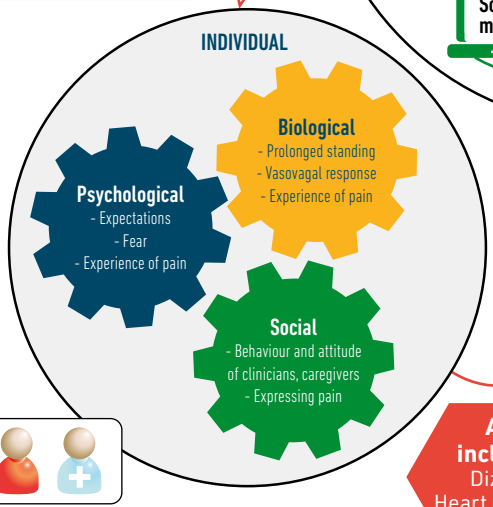 INDIVIDUAL
Biological
- Prolonged standing
- Vasovagal response
- Experience of pain
Psychological
- Expectations
- Fear
- Experience of pain
Social
- Behaviour and attitude
of clinicians, caregivers
- Expressing pain
Heart